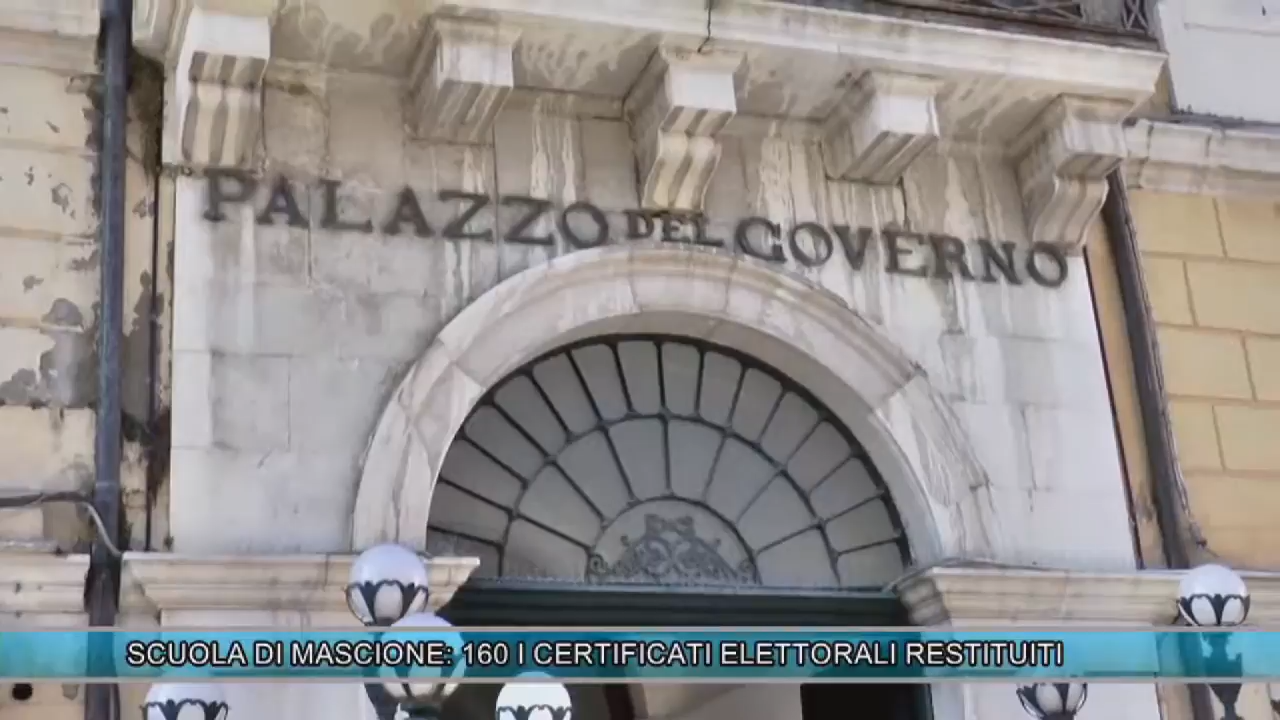 PALAZZO DEL GOVERNO
SCUOLA DI MASCIONE: 160 I CERTIFICATI ELETTORALI RESTITUITI